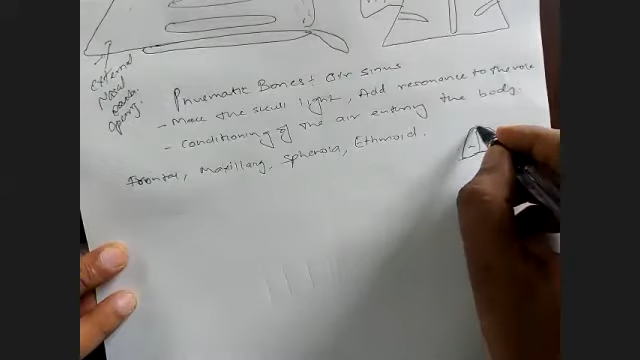 External
Nasal
opening.
Pnuematic Bones: air sinus
- Make the skull light, Add resonance to the voice
- Conditioning of the air entering the body.
Frontal, Maxillary, Sphenoid, Ethmoid.